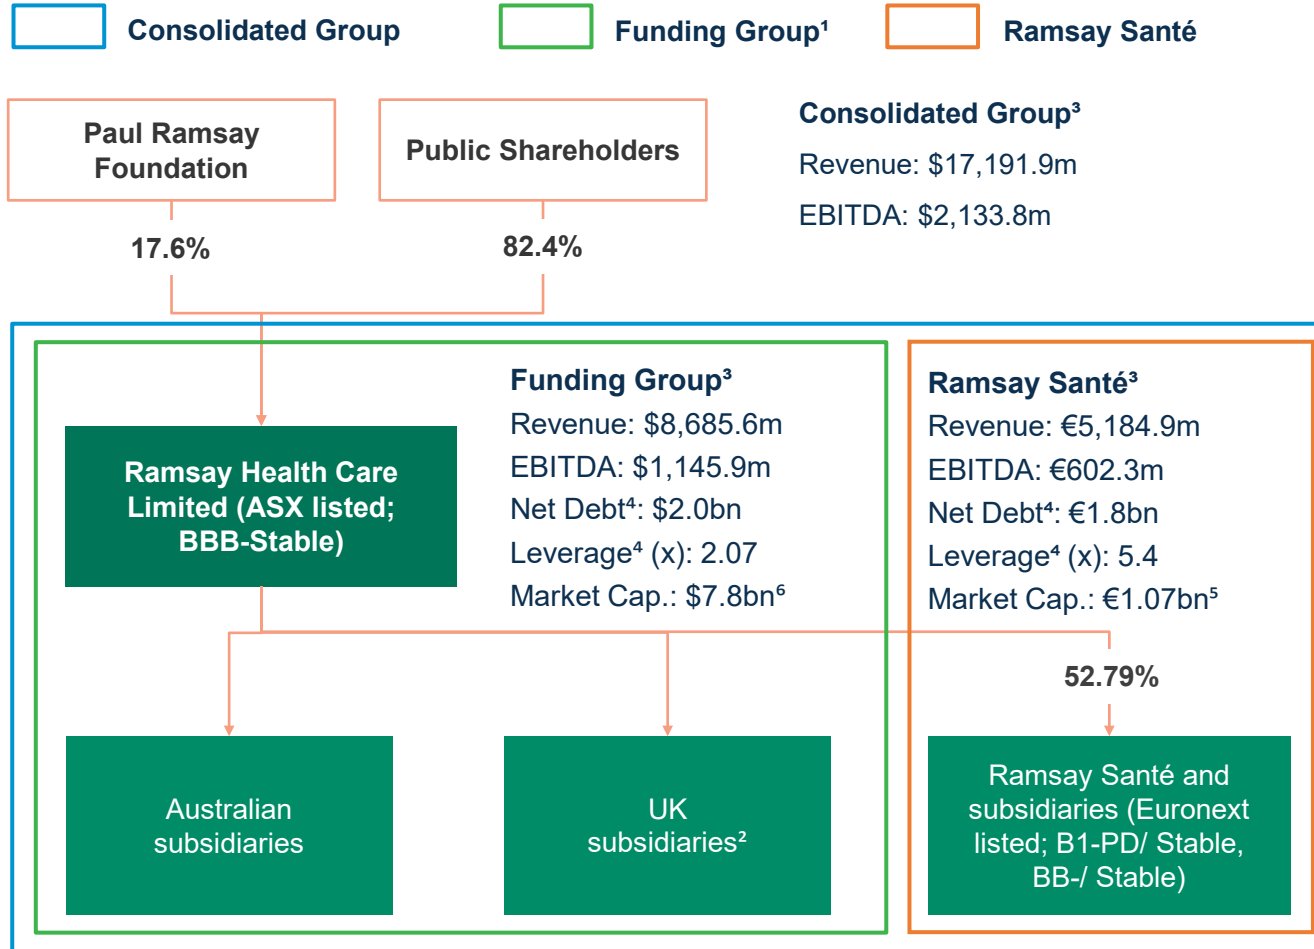 Consolidated Group
Funding Group¹
Ramsay Santé
Paul Ramsay
Foundation
Public Shareholders
Consolidated Group³
Revenue: $17,191.9m
EBITDA: $2,133.8m
17.6%
82.4%
Ramsay Health Care
Limited (ASX listed;
BBB-Stable)
Funding Group³
Revenue: $8,685.6m
EBITDA: $1,145.9m
Net Debt⁴: $2.0bn
Leverage⁴ (x): 2.07
Market Cap.: $7.8bn⁶
Ramsay Santé³
Revenue: €5,184.9m
EBITDA: €602.3m
Net Debt⁴: €1.8bn
Leverage⁴ (x): 5.4
Market Cap.: €1.07bn⁵
52.79%
Australian
subsidiaries
UK
subsidiaries²
Ramsay Santé and
subsidiaries (Euronext
listed; B1-PD/ Stable,
BB-/ Stable)